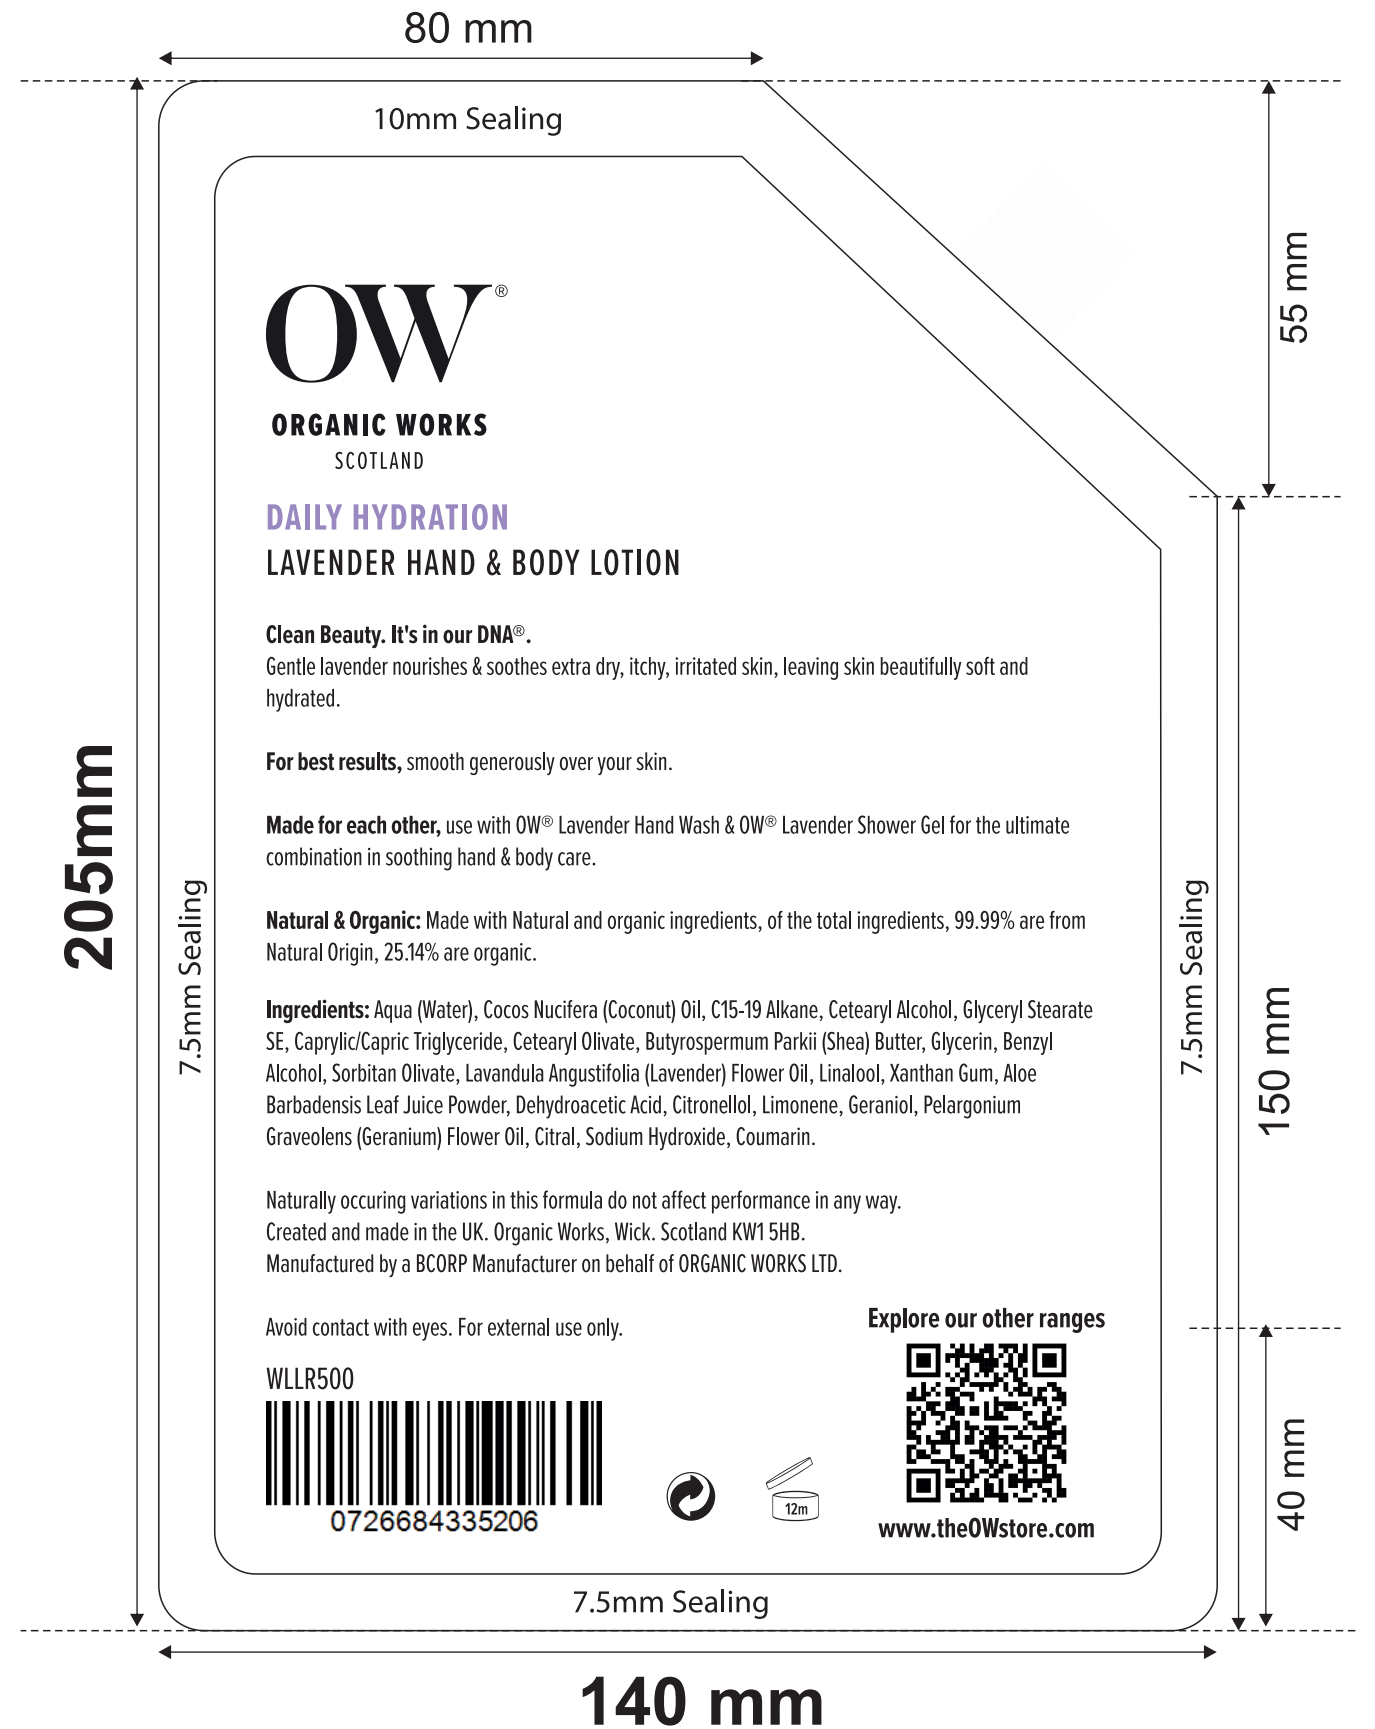 80 mm
10mm Sealing
55 mm
OW®
ORGANIC WORKS
SCOTLAND
DAILY HYDRATION
LAVENDER HAND & BODY LOTION
Clean Beauty. It's in our DNA®.
Gentle lavender nourishes & soothes extra dry, itchy, irritated skin, leaving skin beautifully soft and
hydrated.
For best results, smooth generously over your skin.
Made for each other, use with OW® Lavender Hand Wash & OW® Lavender Shower Gel for the ultimate
combination in soothing hand & body care.
205mm
7.5mm Sealing
7.5mm Sealing
150 mm
Natural & Organic: Made with Natural and organic ingredients, of the total ingredients, 99.99% are from
Natural Origin, 25.14% are organic.
Ingredients: Aqua (Water), Cocos Nucifera (Coconut) Oil, C15-19 Alkane, Cetearyl Alcohol, Glyceryl Stearate
SE, Caprylic/Capric Triglyceride, Cetearyl Olivate, Butyrospermum Parkii (Shea) Butter, Glycerin, Benzyl
Alcohol, Sorbitan Olivate, Lavandula Angustifolia (Lavender) Flower Oil, Linalool, Xanthan Gum, Aloe
Barbadensis Leaf Juice Powder, Dehydroacetic Acid, Citronellol, Limonene, Geraniol, Pelargonium
Graveolens (Geranium) Flower Oil, Citral, Sodium Hydroxide, Coumarin.
Naturally occuring variations in this formula do not affect performance in any way.
Created and made in the UK. Organic Works, Wick. Scotland KW1 5HB.
Manufactured by a BCORP Manufacturer on behalf of ORGANIC WORKS LTD.
Avoid contact with eyes. For external use only.
Explore our other ranges
WLLR500
0726684335206
12m
www.theOWstore.com
40 mm
7.5mm Sealing
140 mm